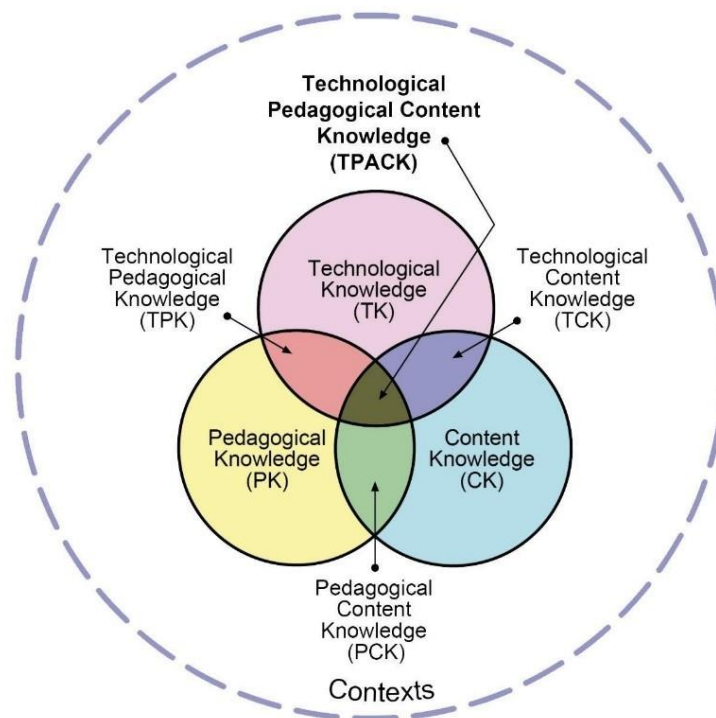 Technological
Pedagogical Content
Knowledge
(TPACK)
Technological
Pedagogical
Knowledge
(TPK)
Technological
Knowledge
(TK)
Technological
Content
Knowledge
(TCK)
Pedagogical
Knowledge
(PK)
Content
Knowledge
(CK)
Pedagogical
Content
Knowledge
(PCK)
Contexts